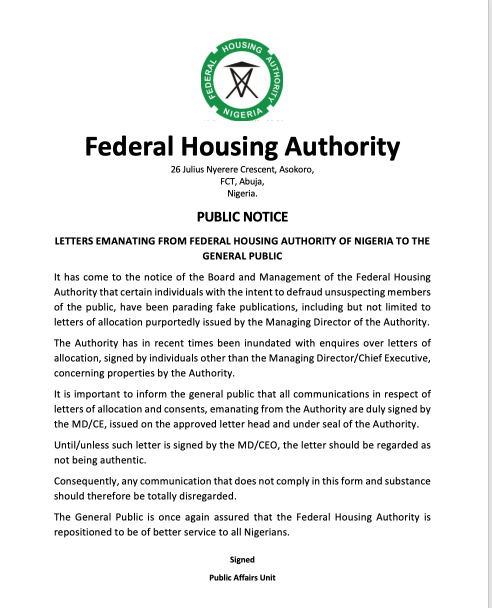 FEDERAL HOUSING AUTHORITY
NIGERIA
Federal Housing Authority
26 Julius Nyerere Crescent, Asokoro,
FCT, Abuja,
Nigeria.
PUBLIC NOTICE
LETTERS EMANATING FROM FEDERAL HOUSING AUTHORITY OF NIGERIA TO THE
GENERAL PUBLIC
It has come to the notice of the Board and Management of the Federal Housing
Authority that certain individuals with the intent to defraud unsuspecting members
of the public, have been parading fake publications, including but not limited to
letters of allocation purportedly issued by the Managing Director of the Authority.
The Authority has in recent times been inundated with enquires over letters of
allocation, signed by individuals other than the Managing Director/Chief Executive,
concerning properties by the Authority.
It is important to inform the general public that all communications in respect of
letters of allocation and consents, emanating from the Authority are duly signed by
the MD/CE, issued on the approved letter head and under seal of the Authority.
Until/unless such letter is signed by the MD/CEO, the letter should be regarded as
not being authentic.
Consequently, any communication that does not comply in this form and substance
should therefore be totally disregarded.
The General Public is once again assured that the Federal Housing Authority is
repositioned to be of better service to all Nigerians.
Signed
Public Affairs Unit